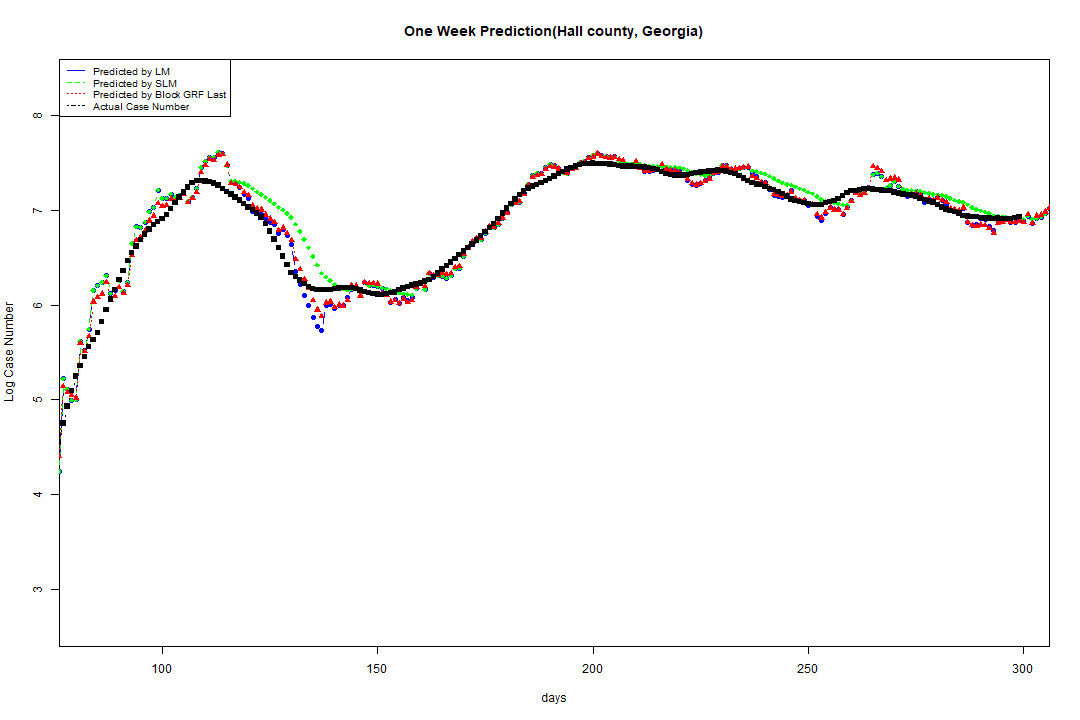 One Week Prediction(Hall county, Georgia)
Predicted by LM
Predicted by SLM
Predicted by Block GRF Last
Actual Case Number
8
7
6
5
4
3
Log Case Number
100 150 200 250 300
days